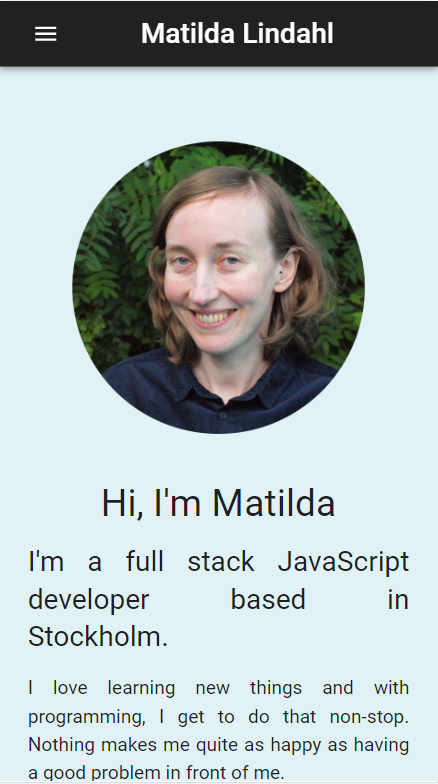 Matilda Lindahl
Hi, I'm Matilda
I'm a full stack JavaScript
developer based in
Stockholm.
I love learning new things and with
programming, I get to do that non-stop.
Nothing makes me quite as happy as having
a good problem in front of me.